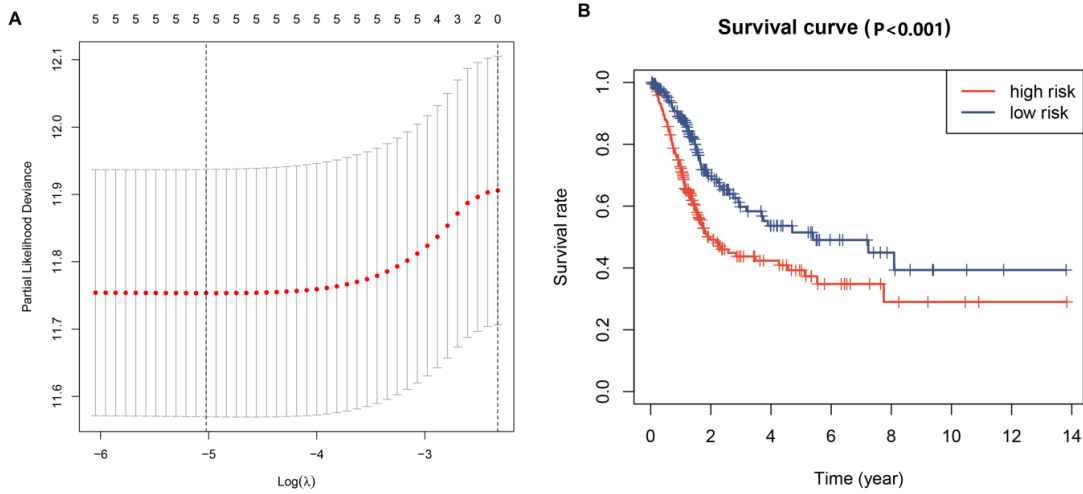 A
5 5 5 5 5 5 5 5 5 5 5 5 5 5 5 4 3 2 0
Partial Likelihood Deviance
12.1
12.0
11.9
11.8
11.7
11.6
−6 −5 −4 −3
Log(λ)
B
Survival curve (P<0.001)
high risk
low risk
Survival rate
1.0
0.8
0.6
0.4
0.2
0.0
0 2 4 6 8 10 12 14
Time (year)